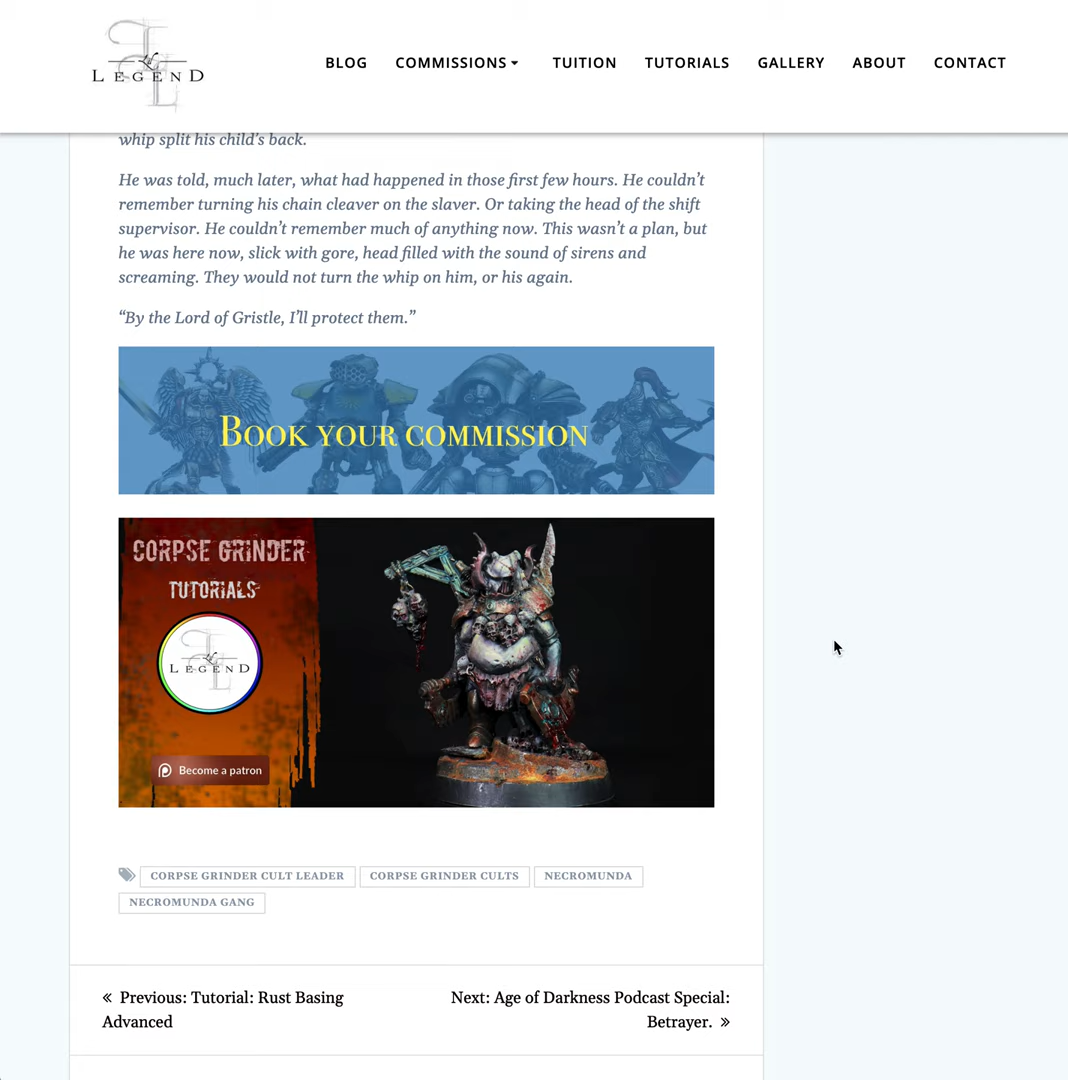 LEGEND
BLOG COMMISSIONS TUITION TUTORIALS GALLERY ABOUT CONTACT
whip split his child’s back.
He was told, much later, what had happened in those first few hours. He couldn’t
remember turning his chain cleaver on the slaver. Or taking the head of the shift
supervisor. He couldn’t remember much of anything now. This wasn’t a plan, but
he was here now, slick with gore, head filled with the sound of sirens and
screaming. They would not turn the whip on him, or his again.
“By the Lord of Gristle, I’ll protect them.”
Book your commission
CORPSE GRINDER
TUTORIALS
LEGEND
Become a patron
CORPSE GRINDER CULT LEADER CORPSE GRINDER CULTS NECROMUNDA
NECROMUNDA GANG
« Previous: Tutorial: Rust Basing
Advanced
Next: Age of Darkness Podcast Special:
Betrayer. »